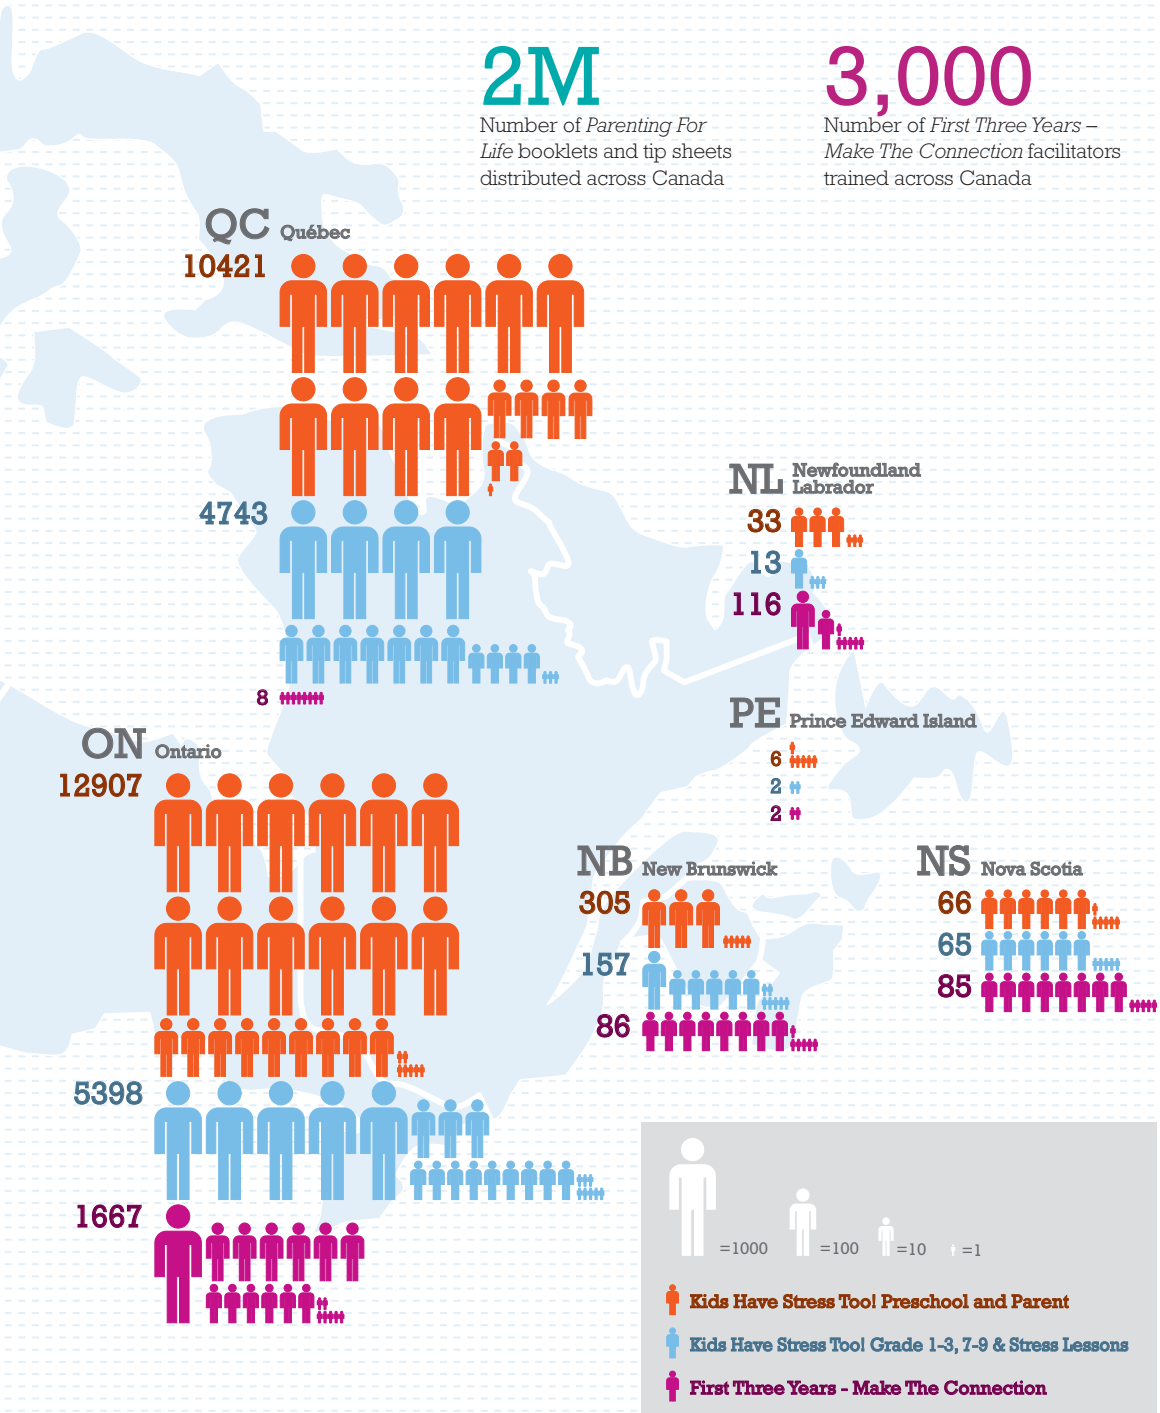 2M
Number of Parenting For
Life booklets and tip sheets
distributed across Canada
3,000
Number of First Three Years –
Make The Connection facilitators
trained across Canada
QC Québec
10421
4743
8
NL Newfoundland
Labrador
33
13
116
PE Prince Edward Island
6
2
2
ON Ontario
12907
5398
1667
NB New Brunswick
305
157
86
NS Nova Scotia
66
65
85
=1000 =100 =10 =1
Kids Have Stress Too! Preschool and Parent
Kids Have Stress Too! Grade 1-3, 7-9 & Stress Lessons
First Three Years - Make The Connection